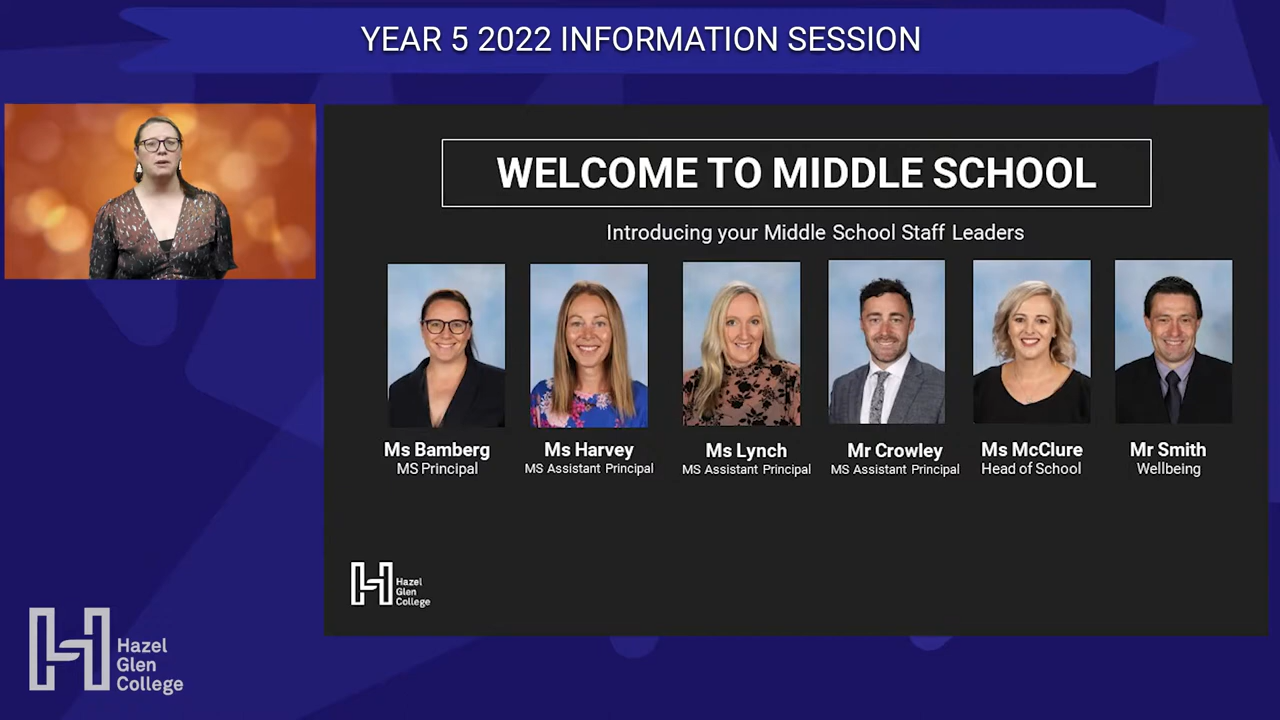 YEAR 5 2022 INFORMATION SESSION
WELCOME TO MIDDLE SCHOOL
Introducing your Middle School Staff Leaders
Ms Bamberg
MS Principal
Ms Harvey
MS Assistant Principal
Ms Lynch
MS Assistant Principal
Mr Crowley
MS Assistant Principal
Ms McClure
Head of School
Mr Smith
Wellbeing
Hazel
Glen
College
Hazel
Glen
College